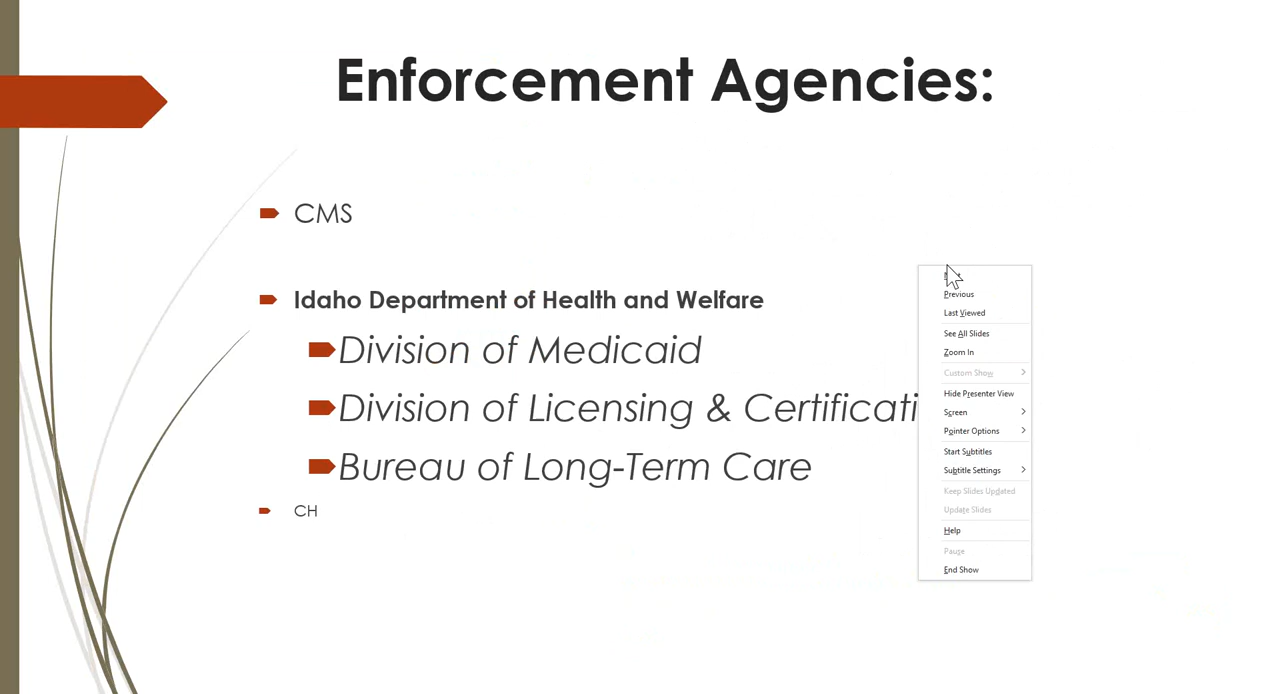 Enforcement Agencies:
CMS
Idaho Department of Health and Welfare
Division of Medicaid
Division of Licensing & Certificati
Bureau of Long-Term Care
CH
Previous
Last Viewed
See All Slides
Zoom In
Custom Show
Hide Presenter View
Screen
Pointer Options
Start Subtitles
Subtitle Settings
Keep Slides Updated
Update Slides
Help
Pause
End Show